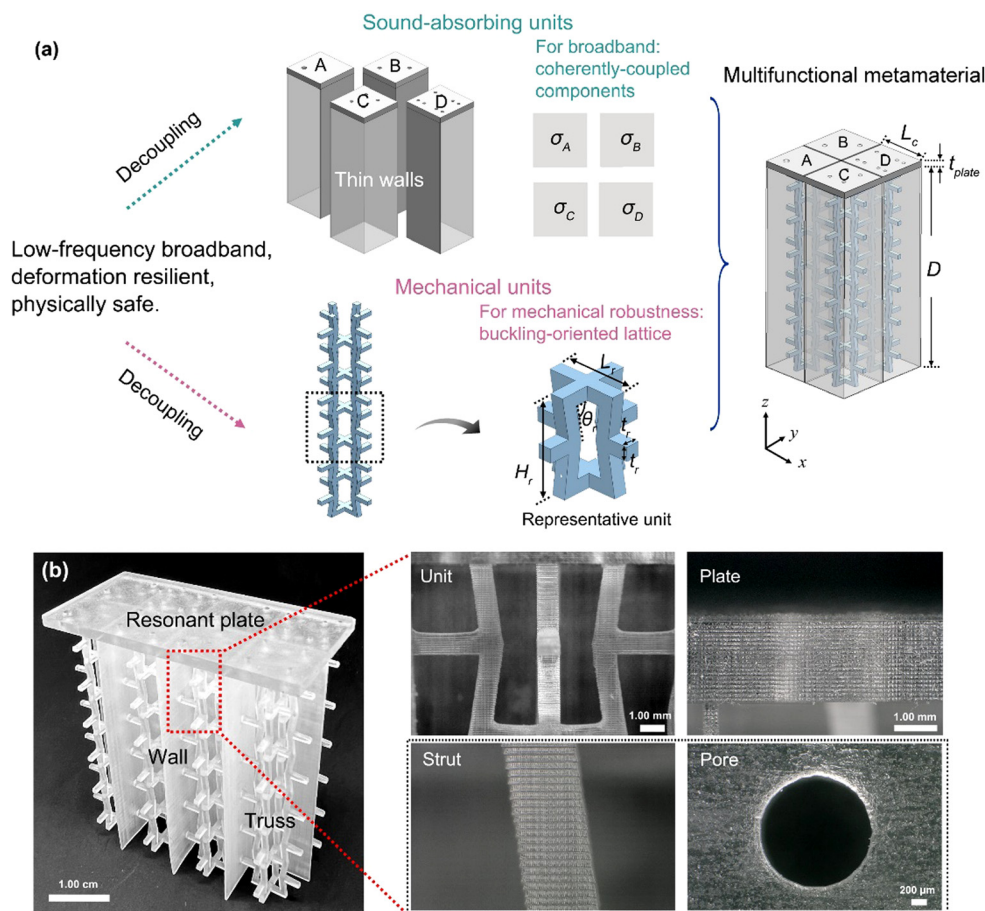 (a)
Sound-absorbing units
Decoupling
A
B
C
D
Thin walls
For broadband:
coherently-coupled
components
σA
σB
σC
σD
Low-frequency broadband,
deformation resilient,
physically safe.
Decoupling
Mechanical units
For mechanical robustness:
buckling-oriented lattice
Lr
θr
tr
tr
Hr
Representative unit
Multifunctional metamaterial
B
A
D
C
Lc
tplate
D
z
y
x
(b)
Resonant plate
Wall
Truss
1.00 cm
Unit
1.00 mm
Plate
1.00 mm
Strut
Pore
200 µm